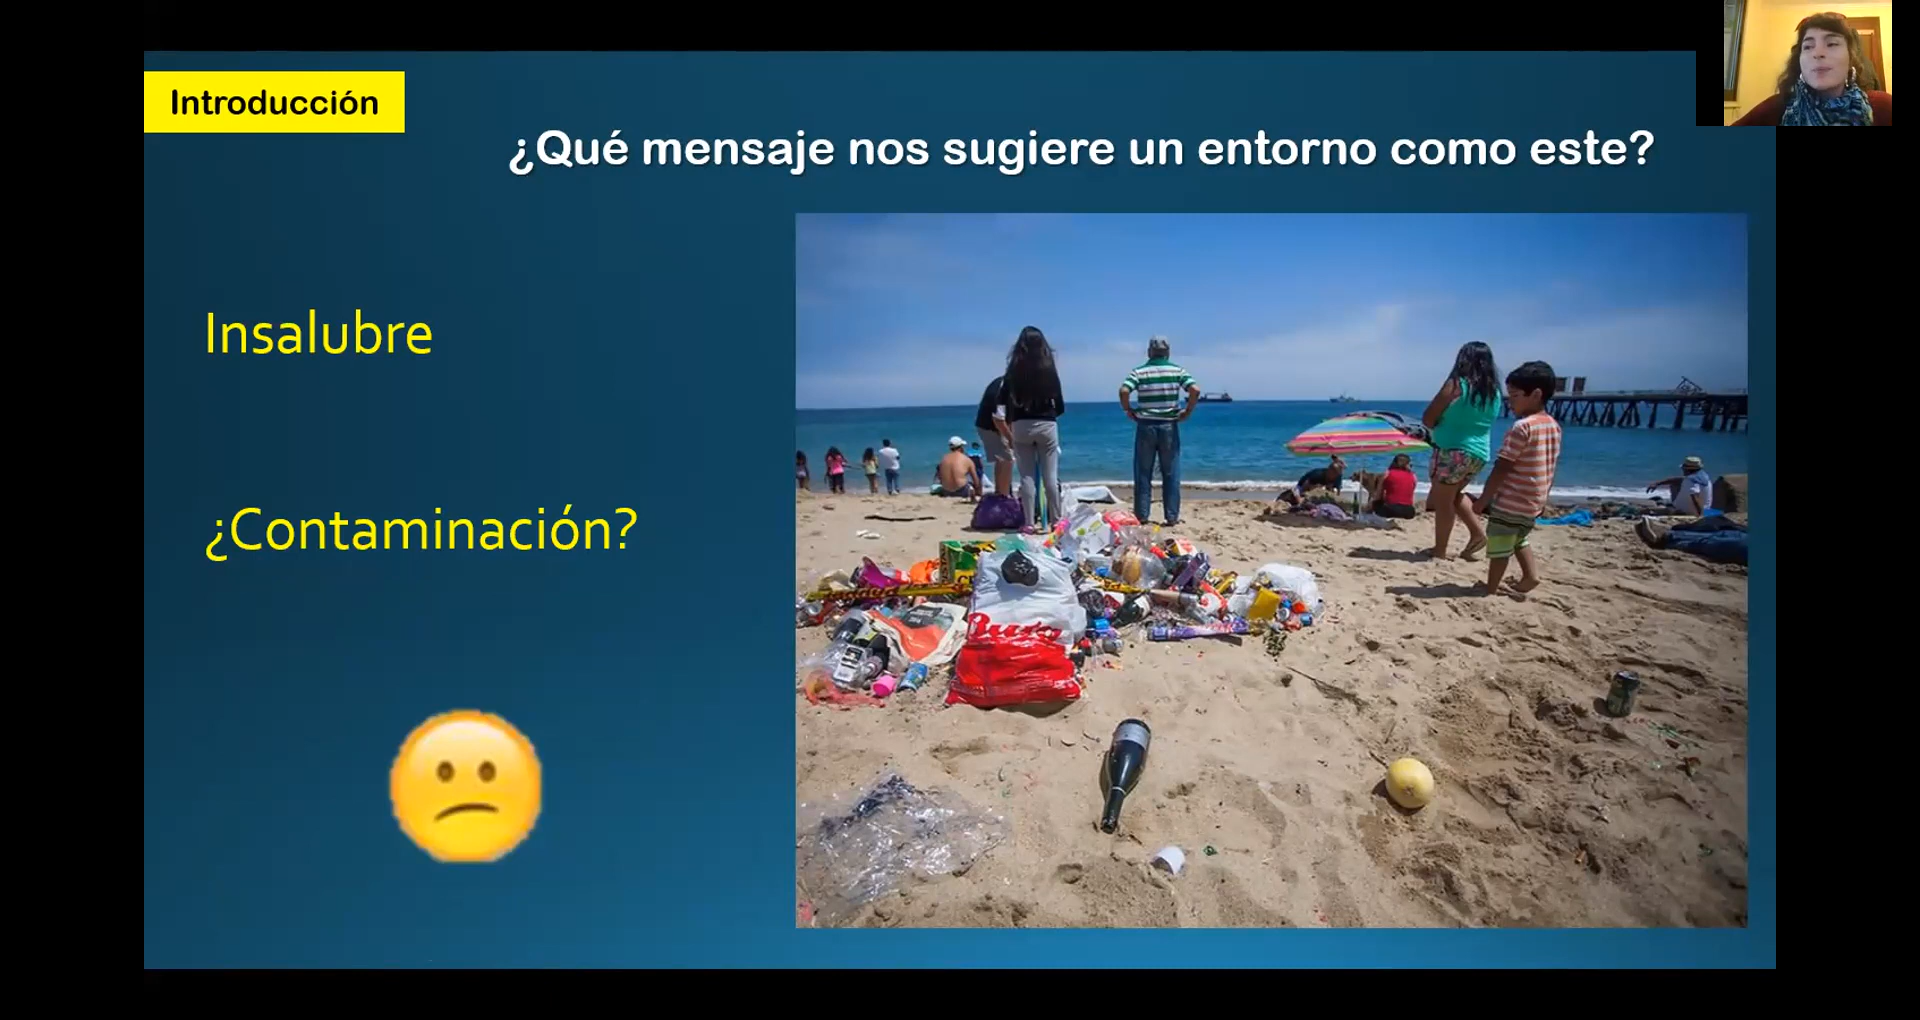 Introducción
¿Qué mensaje nos sugiere un entorno como este?
Insalubre
¿Contaminación?